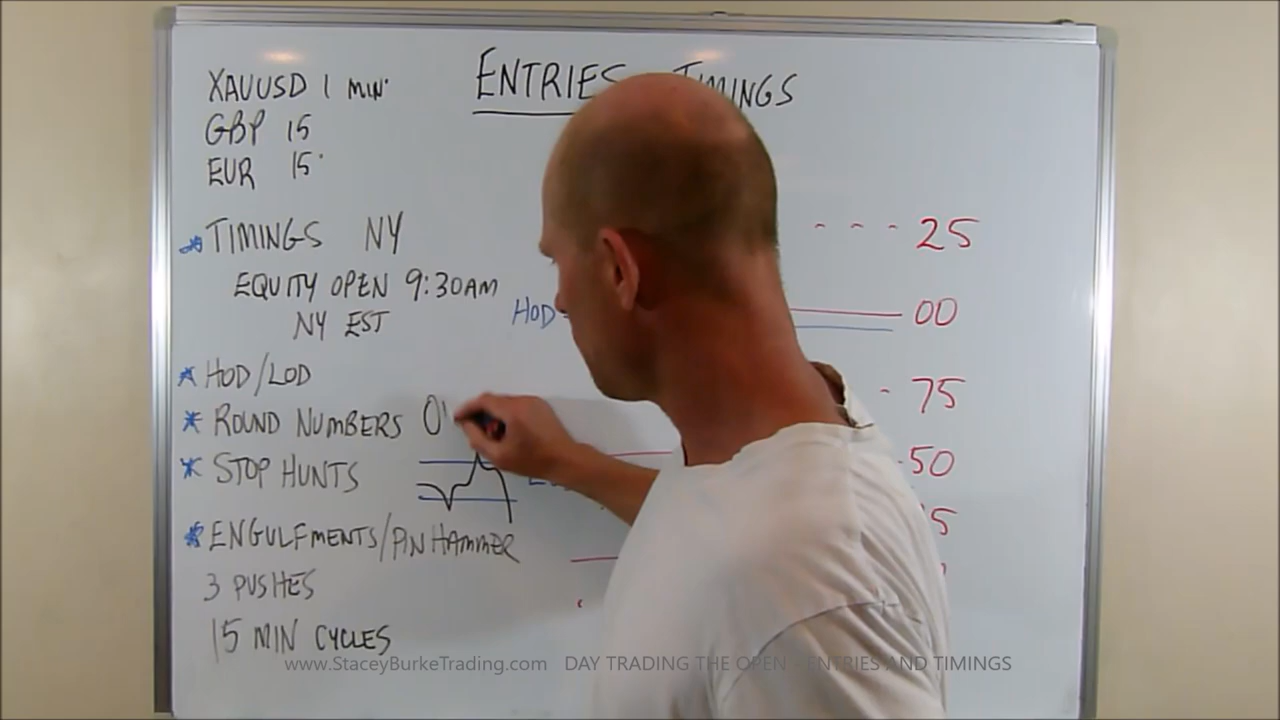 ENTRIES TIMINGS
XAUUSD 1 MIN
GBP 15
EUR 15
TIMINGS NY
EQUITY OPEN 9:30AM
NY EST
HOD/LOD
ROUND NUMBERS
STOP HUNTS
ENGULFMENTS/PIN HAMMER
3 PUSHES
15 MIN CYCLES
HOD
25
00
75
50
www.StaceyBurkeTrading.com DAY TRADING THE OPEN - ENTRIES AND TIMINGS